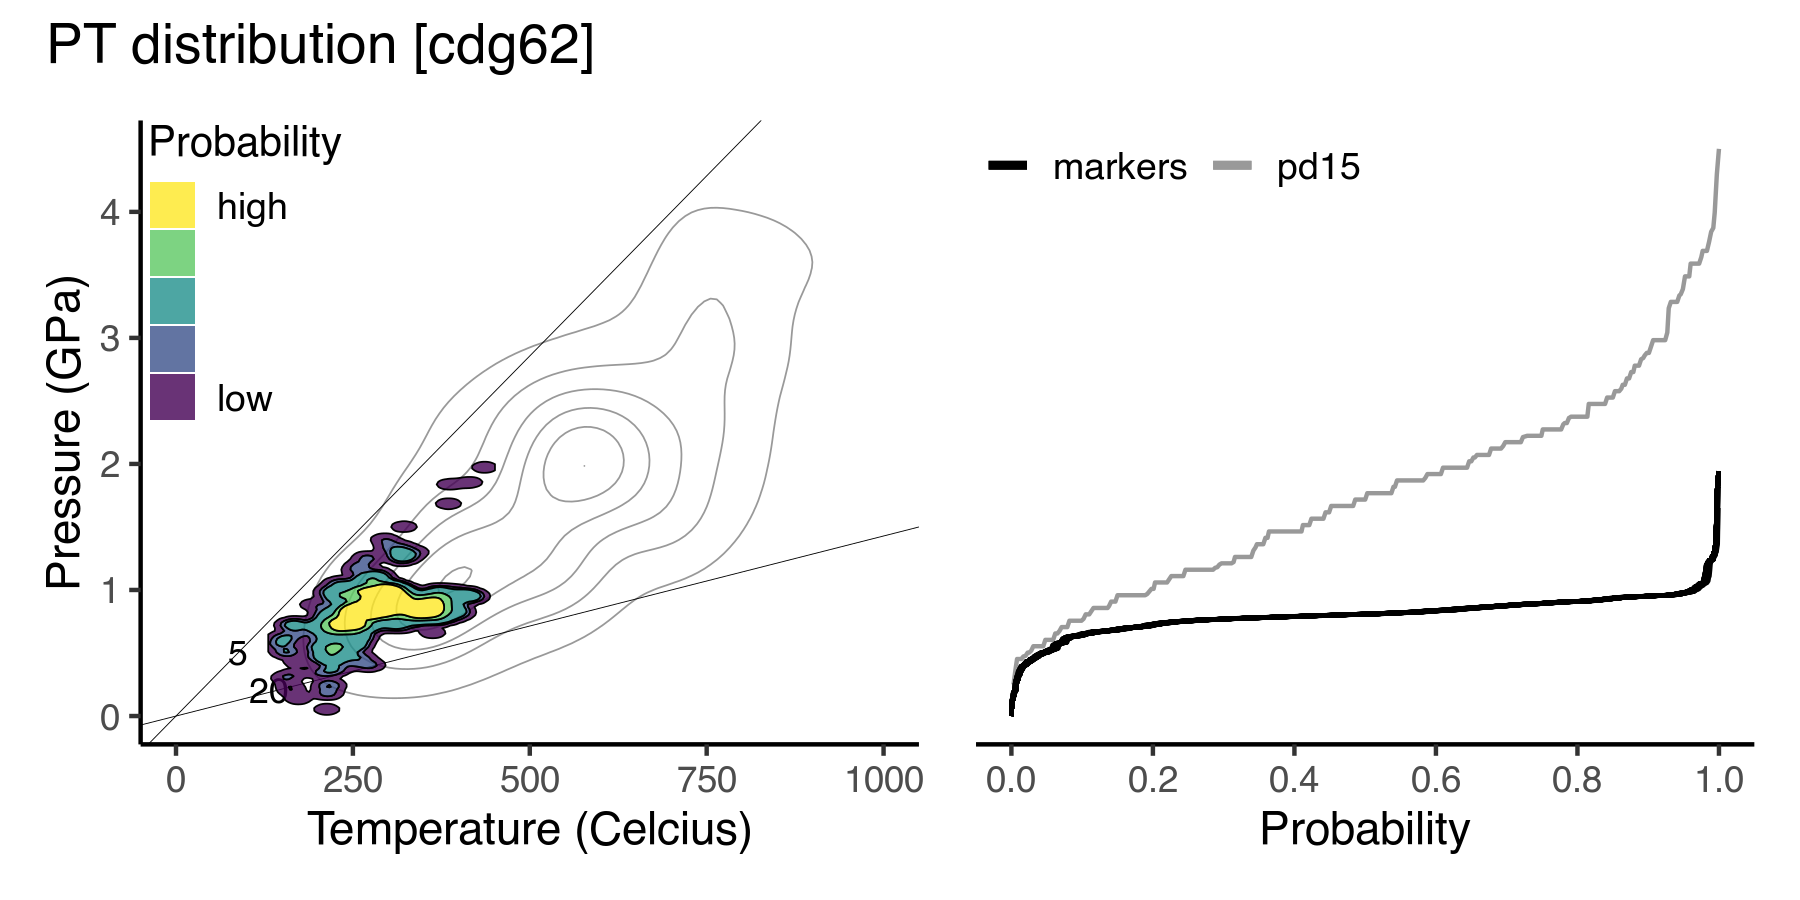 PT distribution [cdg62]
Probability
high
low
Pressure (GPa)
4
3
2
1
0
5
20
0 250 500 750 1000
Temperature (Celcius)
markers pd15
0.0 0.2 0.4 0.6 0.8 1.0
Probability